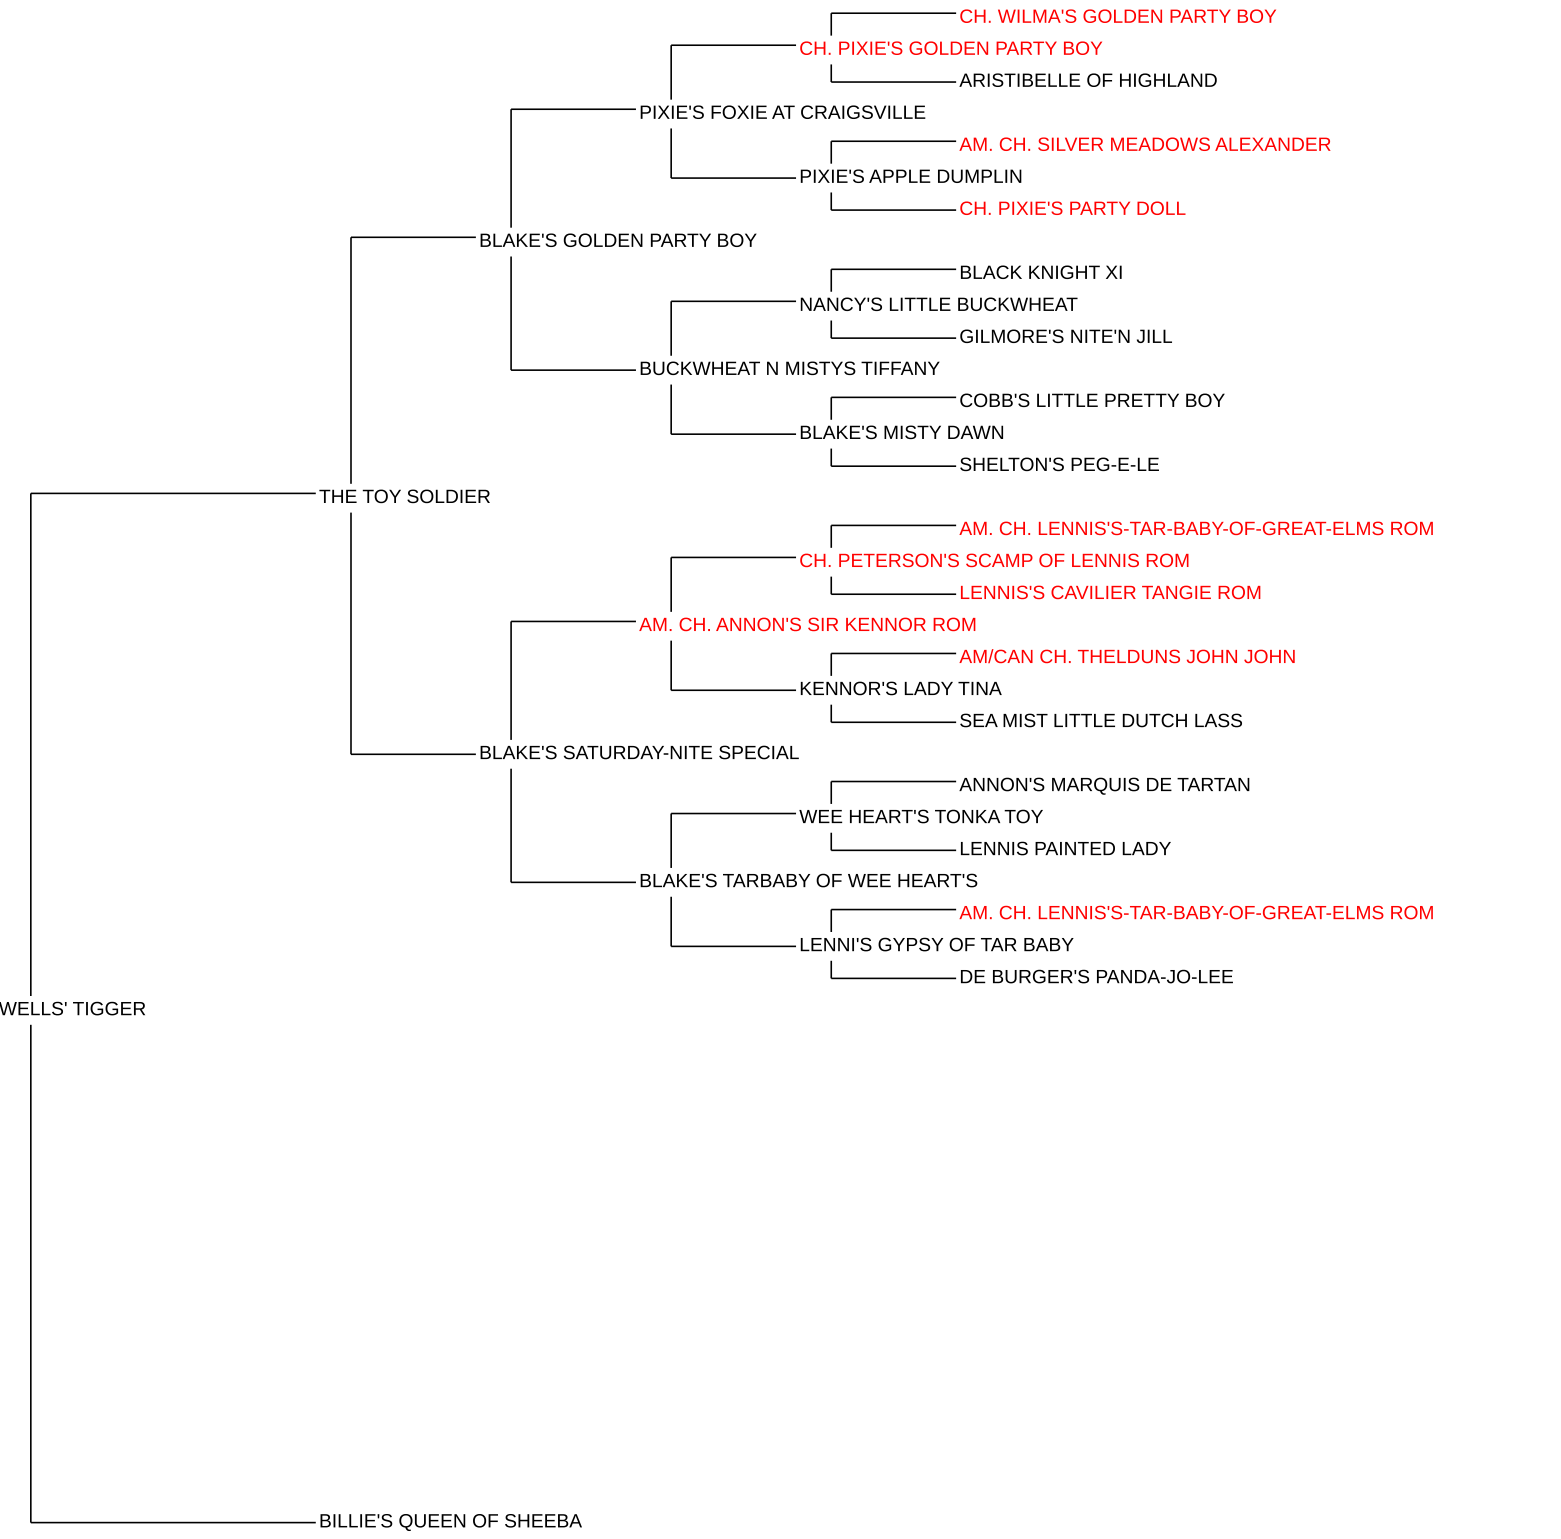 CH. WILMA'S GOLDEN PARTY BOY
CH. PIXIE'S GOLDEN PARTY BOY
ARISTIBELLE OF HIGHLAND
PIXIE'S FOXIE AT CRAIGSVILLE
AM. CH. SILVER MEADOWS ALEXANDER
PIXIE'S APPLE DUMPLIN
CH. PIXIE'S PARTY DOLL
BLAKE'S GOLDEN PARTY BOY
BLACK KNIGHT XI
NANCY'S LITTLE BUCKWHEAT
GILMORE'S NITE'N JILL
BUCKWHEAT N MISTYS TIFFANY
COBB'S LITTLE PRETTY BOY
BLAKE'S MISTY DAWN
SHELTON'S PEG-E-LE
THE TOY SOLDIER
AM. CH. LENNIS'S-TAR-BABY-OF-GREAT-ELMS ROM
CH. PETERSON'S SCAMP OF LENNIS ROM
LENNIS'S CAVILIER TANGIE ROM
AM. CH. ANNON'S SIR KENNOR ROM
AM/CAN CH. THELDUNS JOHN JOHN
KENNOR'S LADY TINA
SEA MIST LITTLE DUTCH LASS
BLAKE'S SATURDAY-NITE SPECIAL
ANNON'S MARQUIS DE TARTAN
WEE HEART'S TONKA TOY
LENNIS PAINTED LADY
BLAKE'S TARBABY OF WEE HEART'S
AM. CH. LENNIS'S-TAR-BABY-OF-GREAT-ELMS ROM
LENNI'S GYPSY OF TAR BABY
DE BURGER'S PANDA-JO-LEE
WELLS' TIGGER
BILLIE'S QUEEN OF SHEEBA